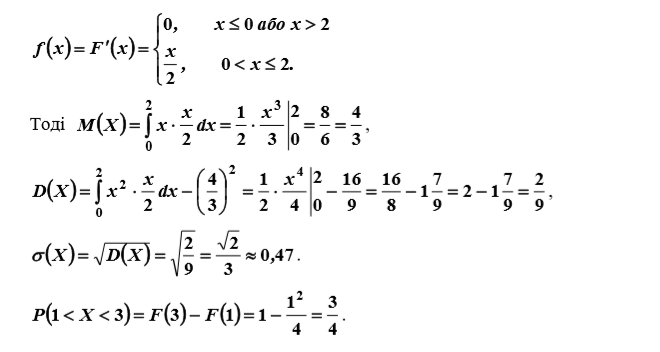 f(x) = F'(x) = { 0, x ≤ 0 або x > 2
x/2, 0 < x ≤ 2.
Тоді M(X) = ∫₀² x · x/2 dx = 1/2 · x³/3 |₀² = 8/6 = 4/3,
D(X) = ∫₀² x² · x/2 dx − (4/3)² = 1/2 · x⁴/4 |₀² − 16/9 = 16/8 − 1 7/9 = 2 − 1 7/9 = 2/9,
σ(X) = √D(X) = √(2/9) = √2/3 ≈ 0,47.
P(1 < X < 3) = F(3) − F(1) = 1 − 1²/4 = 3/4.